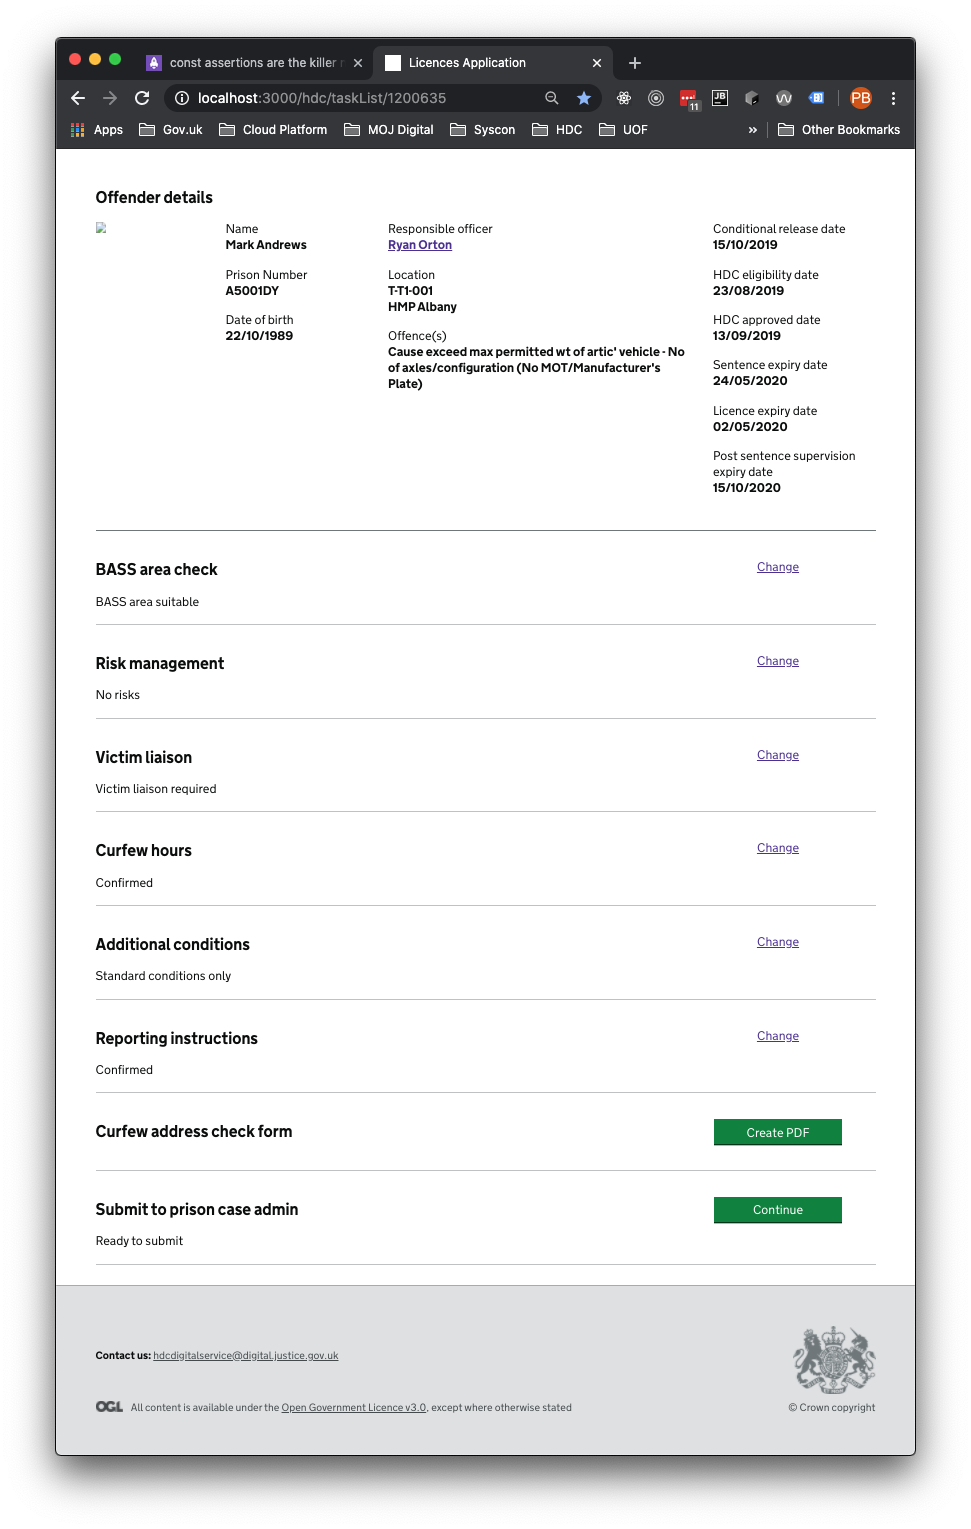 const assertions are the killer
Licences Application
localhost:3000/hdc/taskList/1200635
JB
11
PB
Apps
Gov.uk
Cloud Platform
MOJ Digital
Syscon
HDC
UOF
»
Other Bookmarks
Offender details
Name
Mark Andrews
Prison Number
A5001DY
Date of birth
22/10/1989
Responsible officer
Ryan Orton
Location
T-T1-001
HMP Albany
Offence(s)
Cause exceed max permitted wt of artic' vehicle - No
of axles/configuration (No MOT/Manufacturer's
Plate)
Conditional release date
15/10/2019
HDC eligibility date
23/08/2019
HDC approved date
13/09/2019
Sentence expiry date
24/05/2020
Licence expiry date
02/05/2020
Post sentence supervision
expiry date
15/10/2020
BASS area check
Change
BASS area suitable
Risk management
Change
No risks
Victim liaison
Change
Victim liaison required
Curfew hours
Change
Confirmed
Additional conditions
Change
Standard conditions only
Reporting instructions
Change
Confirmed
Curfew address check form
Create PDF
Submit to prison case admin
Continue
Ready to submit
Contact us: hdcdigitalservice@digital.justice.gov.uk
OGL All content is available under the Open Government Licence v3.0, except where otherwise stated
© Crown copyright